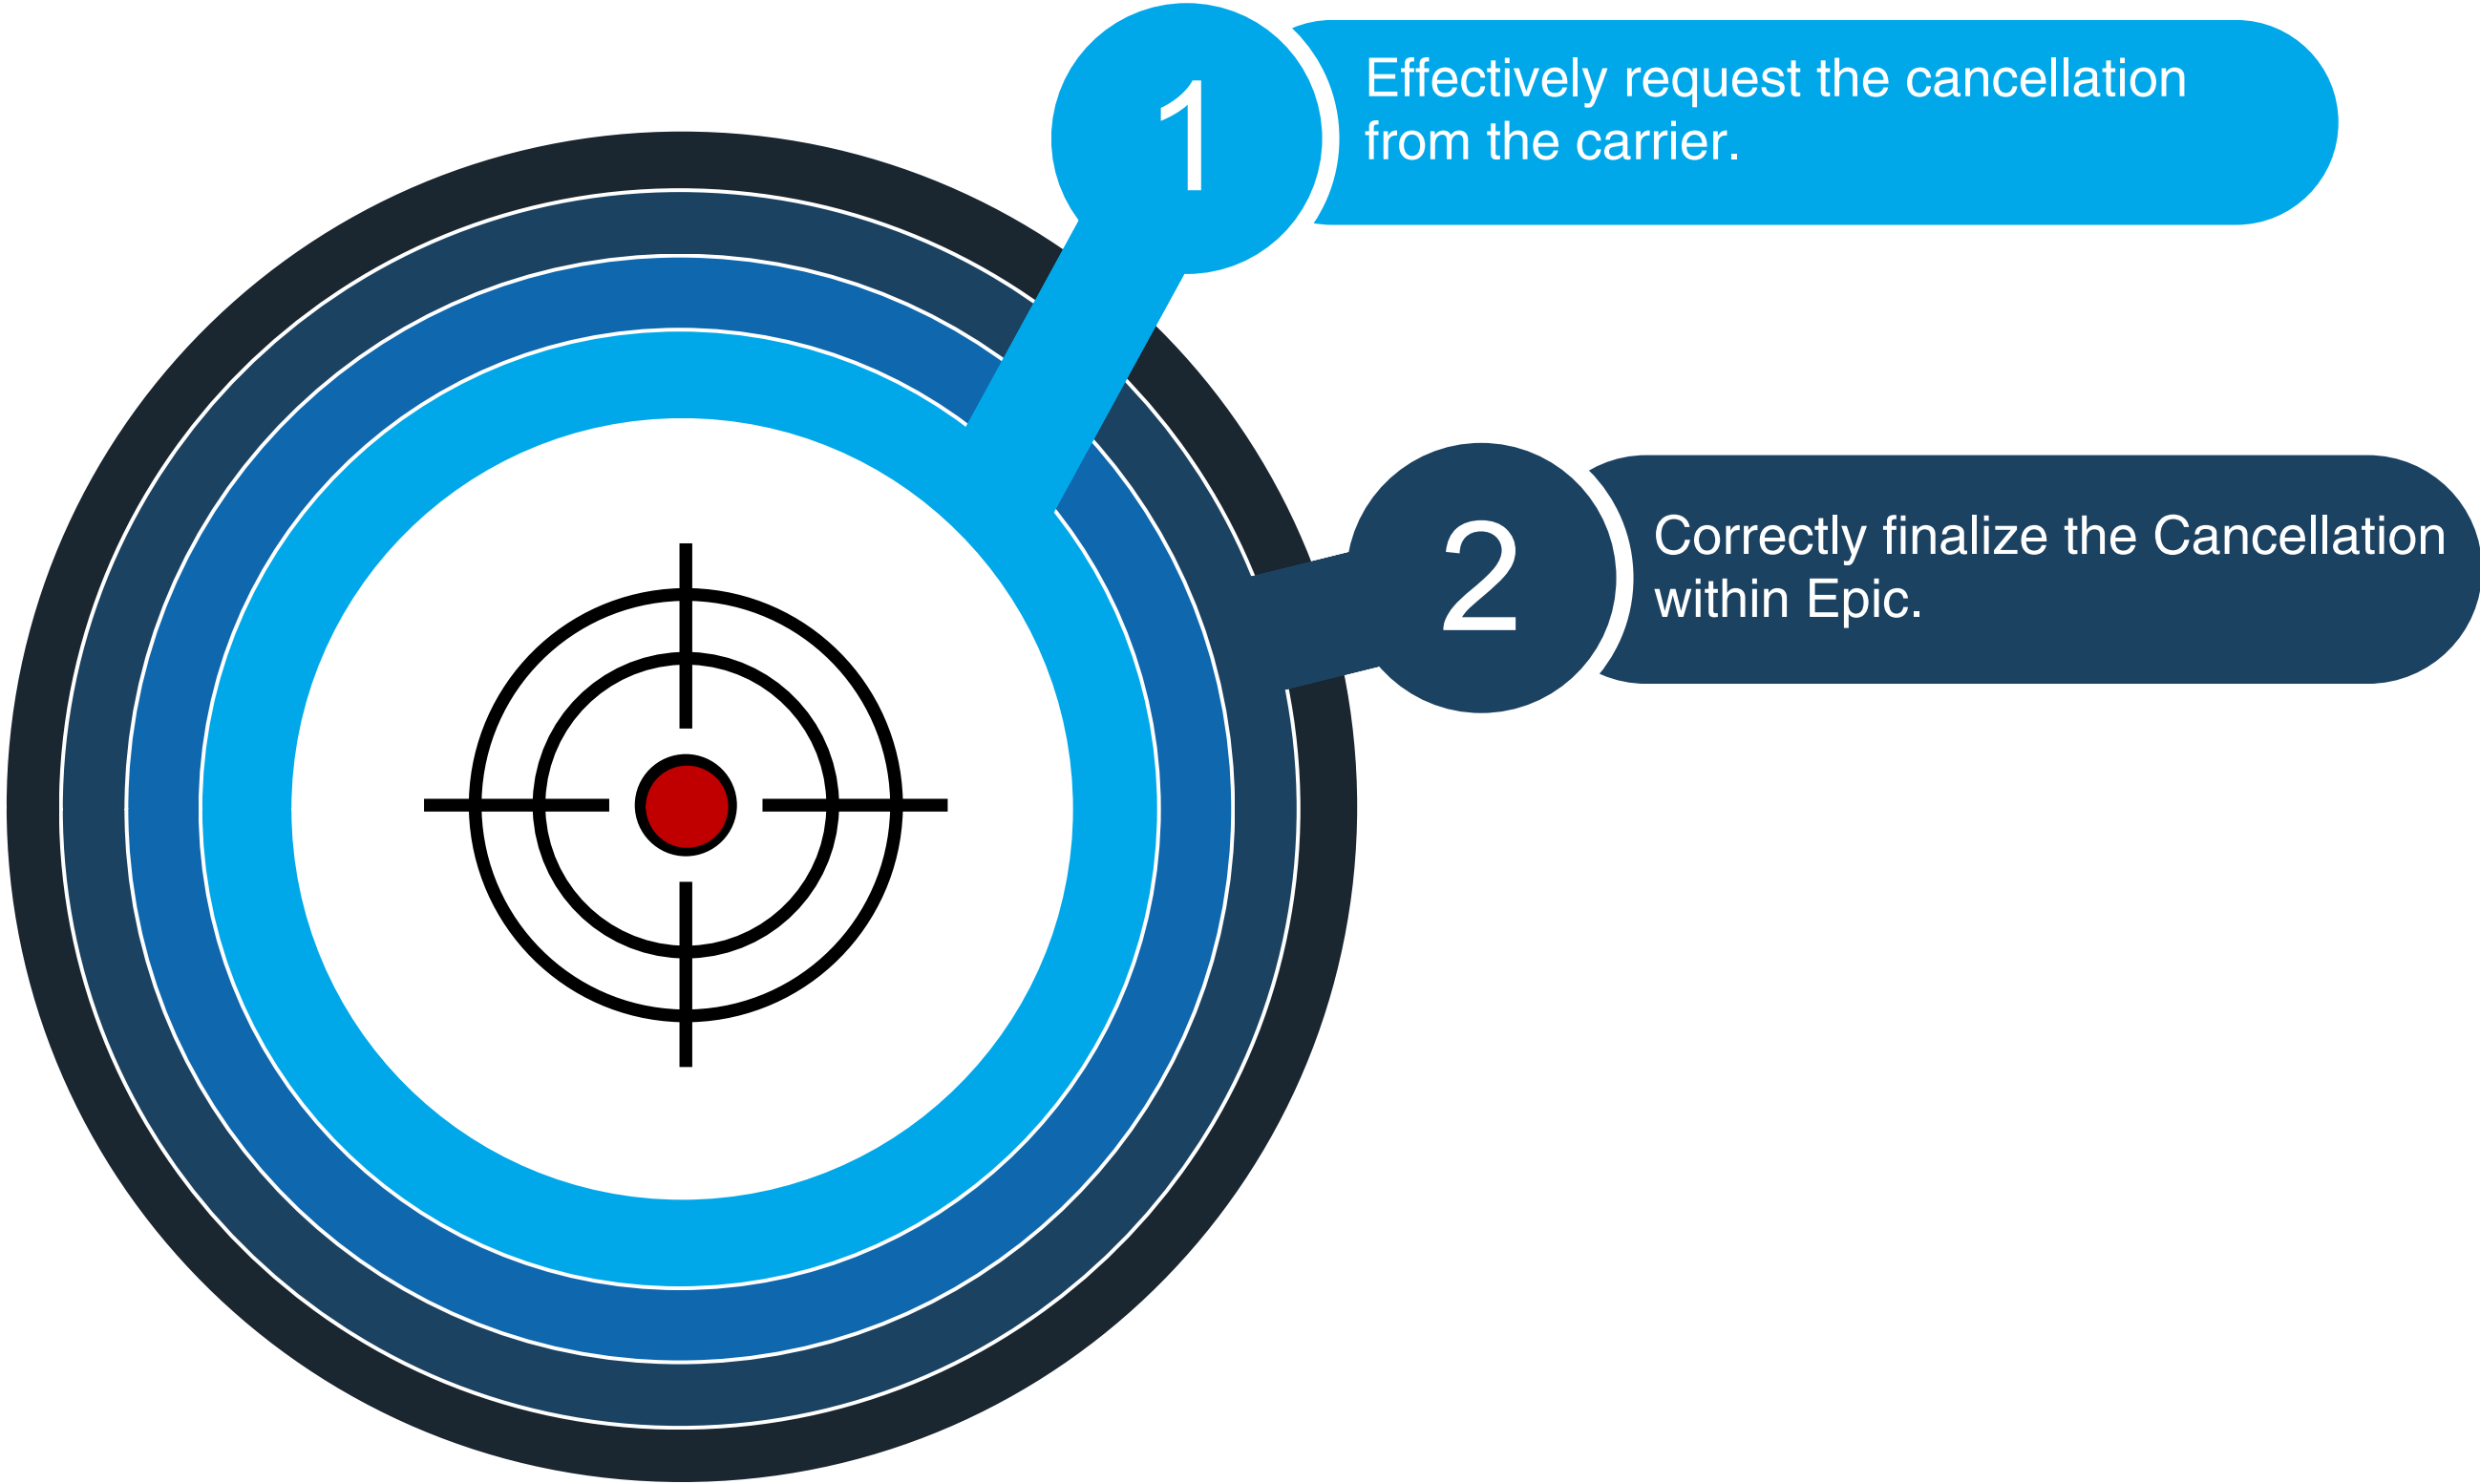 1
Effectively request the cancellation
from the carrier.
2
Correctly finalize the Cancellation
within Epic.